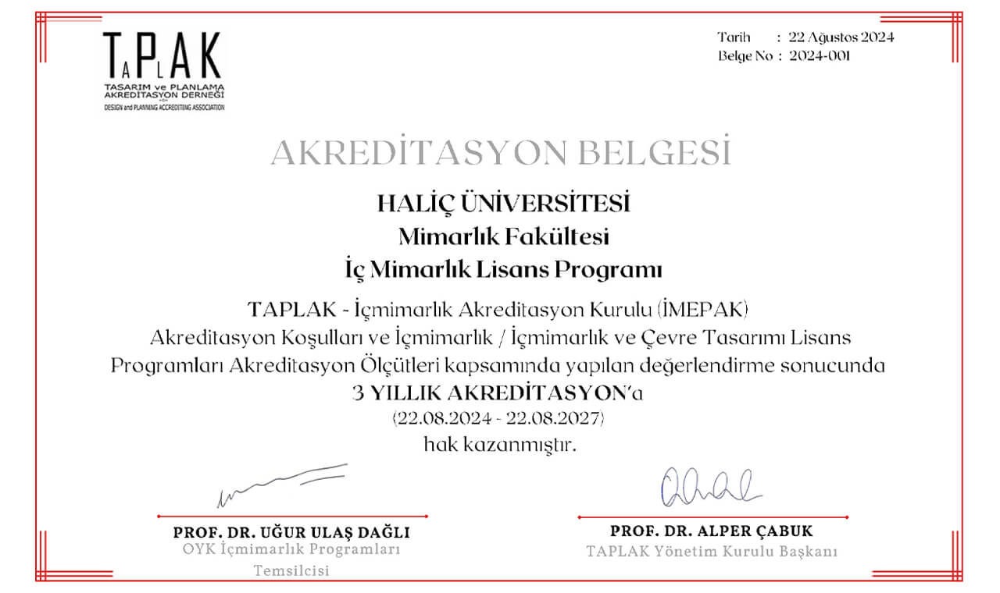 TAPLAK
TASARIM ve PLANLAMA
AKREDİTASYON DERNEĞİ
DESIGN and PLANNING ACCREDITING ASSOCIATION
Tarih : 22 Ağustos 2024
Belge No : 2024-001
AKREDİTASYON BELGESİ
HALİÇ ÜNİVERSİTESİ
Mimarlık Fakültesi
İç Mimarlık Lisans Programı
TAPLAK - İçmimarlık Akreditasyon Kurulu (İMEPAK)
Akreditasyon Koşulları ve İçmimarlık / İçmimarlık ve Çevre Tasarımı Lisans
Programları Akreditasyon Ölçütleri kapsamında yapılan değerlendirme sonucunda
3 YILLIK AKREDİTASYON'a
(22.08.2024 - 22.08.2027)
hak kazanmıştır.
PROF. DR. UĞUR ULAŞ DAĞLI
OYK İçmimarlık Programları
Temsilcisi
PROF. DR. ALPER ÇABUK
TAPLAK Yönetim Kurulu Başkanı